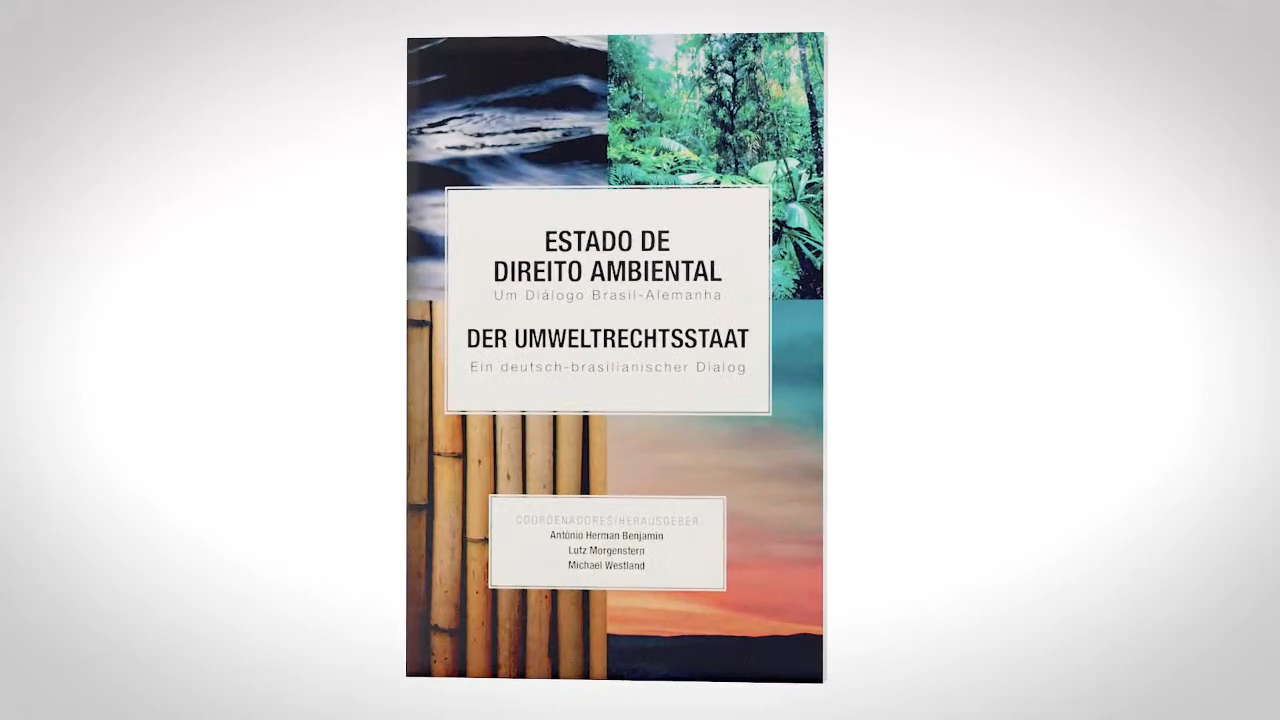 ESTADO DE
DIREITO AMBIENTAL
Um Diálogo Brasil-Alemanha
DER UMWELTRECHTSSTAAT
Ein deutsch-brasilianischer Dialog
COORDENADORES/HERAUSGEBER
Antônio Herman Benjamin
Lutz Morgenstern
Michael Westland